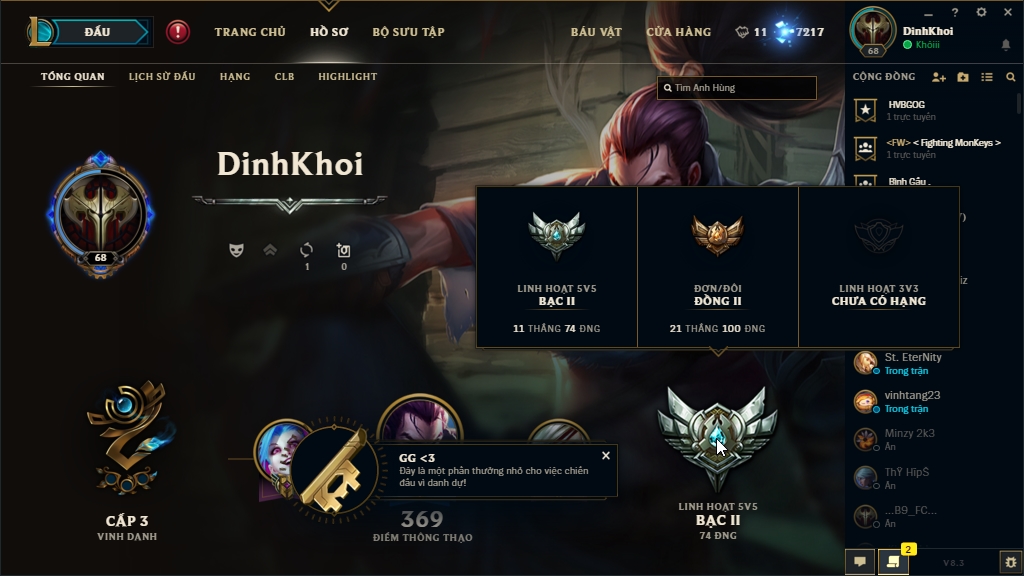 ĐẤU
TRANG CHỦ
HỒ SƠ
BỘ SƯU TẬP
BÁU VẬT
CỬA HÀNG
11
7217
68
DinhKhoi
Khôiii
TỔNG QUAN
LỊCH SỬ ĐẤU
HẠNG
CLB
HIGHLIGHT
Tìm Anh Hùng
CỘNG ĐỒNG
HVBGOG
1 trực tuyến
<FW> < Fighting MonKeys >
1 trực tuyến
Bình Gấu .
DinhKhoi
68
1
0
LINH HOẠT 5V5
BẠC II
11 THẮNG 74 ĐNG
ĐƠN/ĐÔI
ĐỒNG II
21 THẮNG 100 ĐNG
LINH HOẠT 3V3
CHƯA CÓ HẠNG
St. EterNity
Trong trận
vinhtang23
Trong trận
Minzy 2k3
Ẩn
ThỸ HïpŠ
Ẩn
...B9_FC...
Ẩn
GG <3
Đây là một phần thưởng nhỏ cho việc chiến
đấu vì danh dự!
CẤP 3
VINH DANH
369
ĐIỂM THÔNG THẠO
LINH HOẠT 5V5
BẠC II
74 ĐNG
2
V8.3